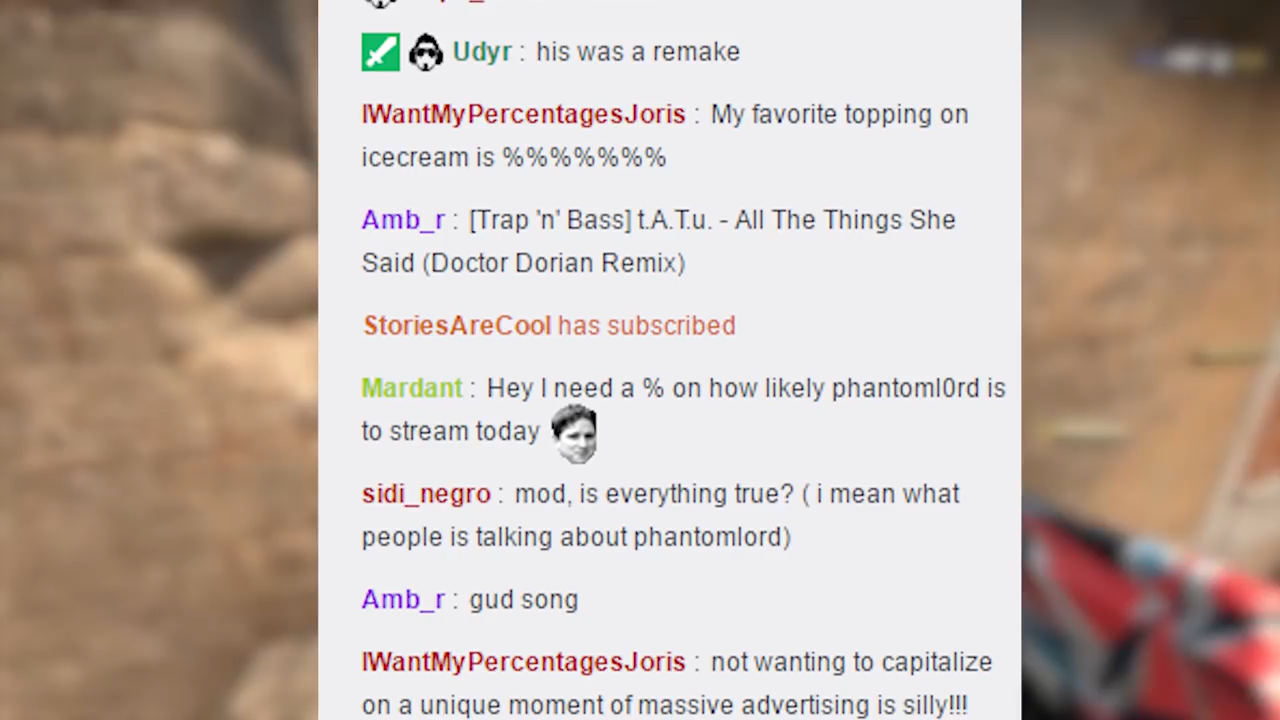 Udyr : his was a remake
IWantMyPercentagesJoris : My favorite topping on
icecream is %%%%%%%
Amb_r : [Trap 'n' Bass] t.A.T.u. - All The Things She
Said (Doctor Dorian Remix)
StoriesAreCool has subscribed
Mardant : Hey I need a % on how likely phantoml0rd is
to stream today
sidi_negro : mod, is everything true? ( i mean what
people is talking about phantomlord)
Amb_r : gud song
IWantMyPercentagesJoris : not wanting to capitalize
on a unique moment of massive advertising is silly!!!